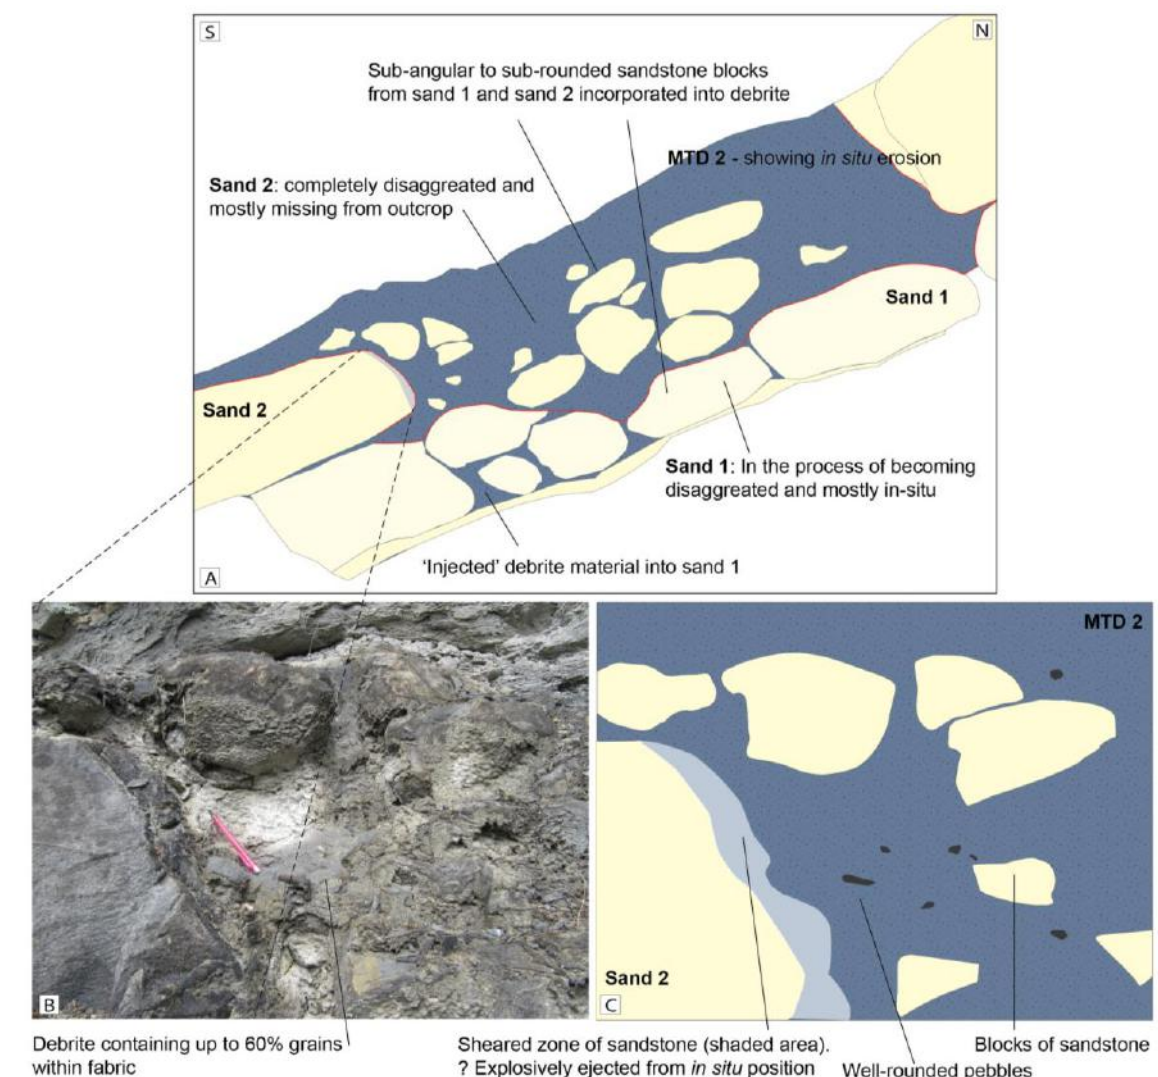 S
N
Sub-angular to sub-rounded sandstone blocks
from sand 1 and sand 2 incorporated into debrite
MTD 2 - showing in situ erosion
Sand 2: completely disaggreated and
mostly missing from outcrop
Sand 1
Sand 2
Sand 1: In the process of becoming
disaggreated and mostly in-situ
'Injected' debrite material into sand 1
A
MTD 2
Sand 2
B
C
Debrite containing up to 60% grains
within fabric
Sheared zone of sandstone (shaded area).
? Explosively ejected from in situ position
Well-rounded pebbles
Blocks of sandstone